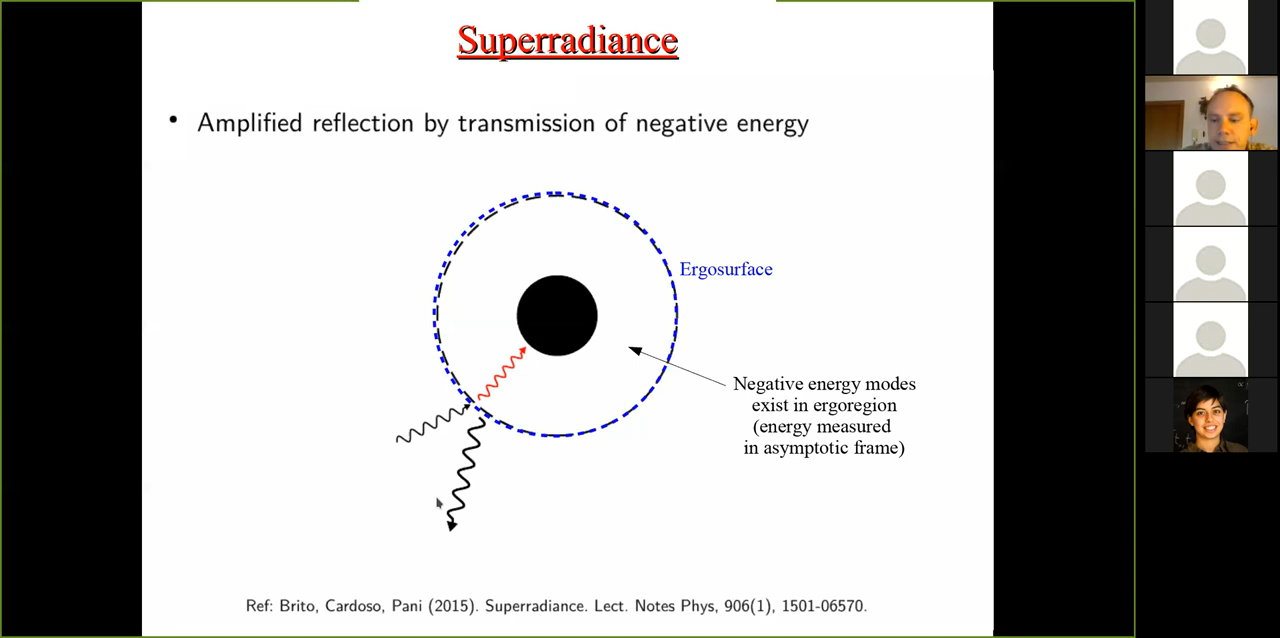 Superradiance
• Amplified reflection by transmission of negative energy
Ergosurface
Negative energy modes
exist in ergoregion
(energy measured
in asymptotic frame)
Ref: Brito, Cardoso, Pani (2015). Superradiance. Lect. Notes Phys, 906(1), 1501-06570.